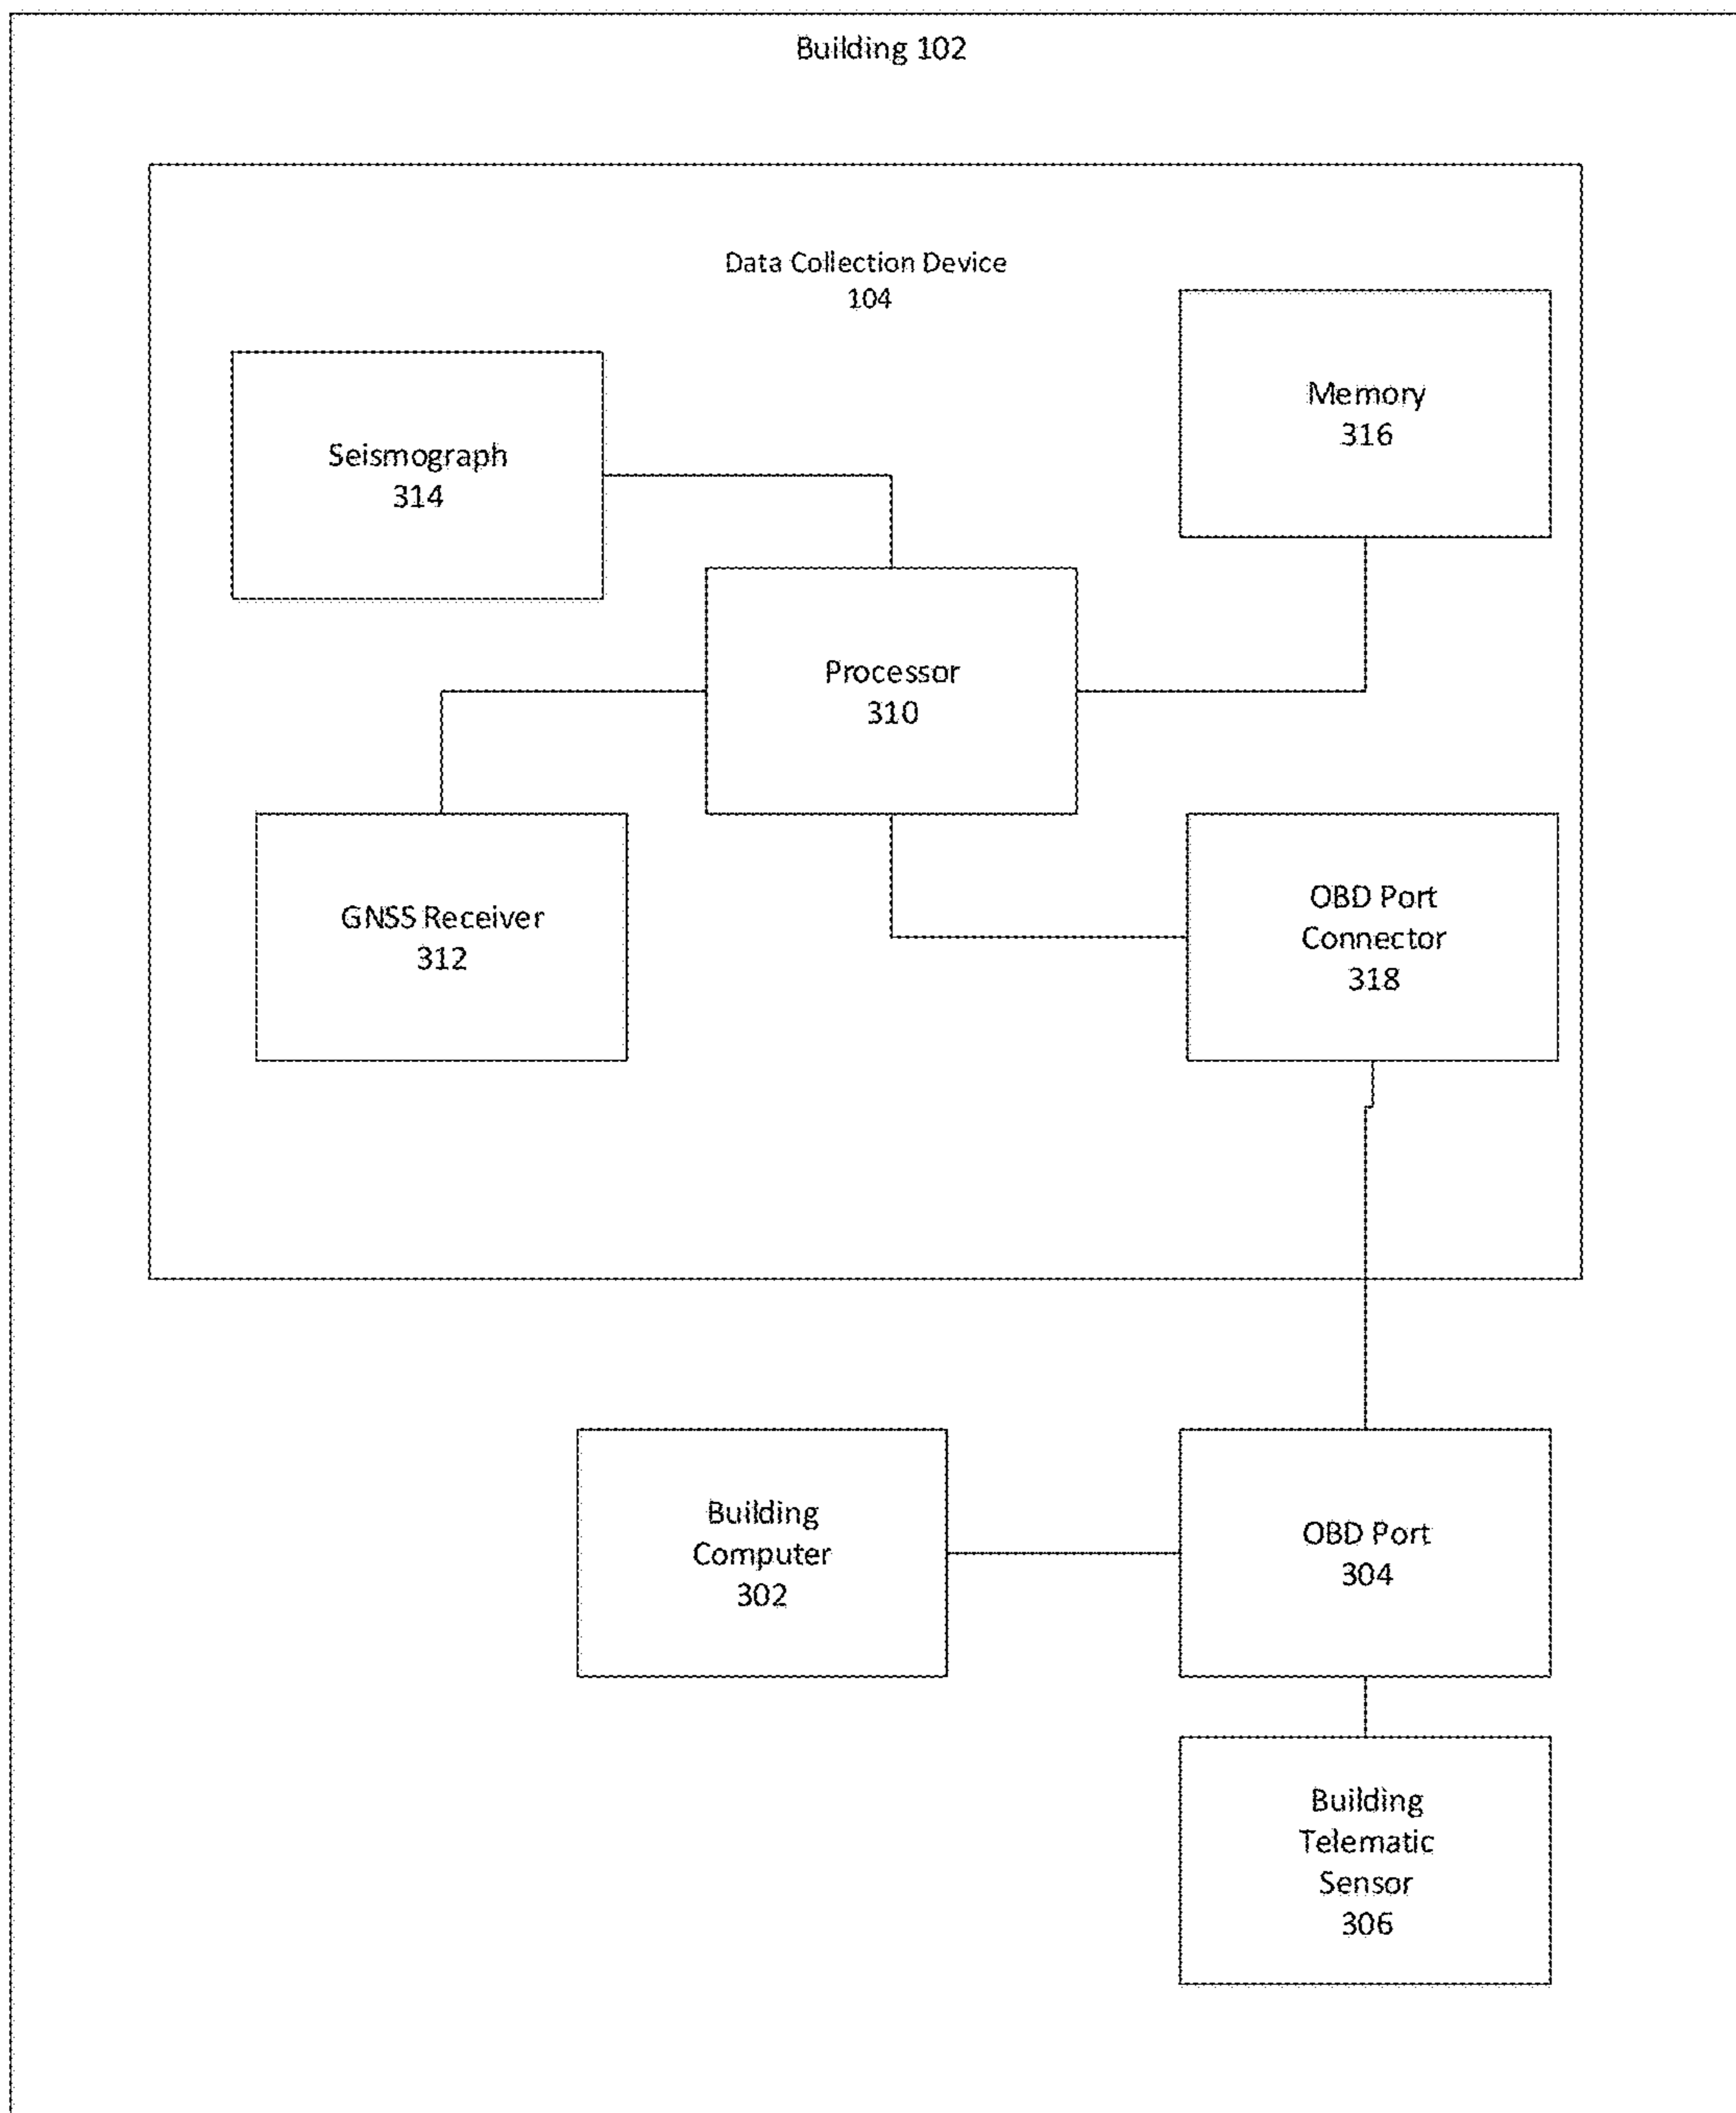 Building 102
Data Collection Device
104
Memory
316
Seismograph
314
Processor
310
GNSS Receiver
312
OBD Port
Connector
318
Building
Computer
302
OBD Port
304
Building
Telematic
Sensor
306